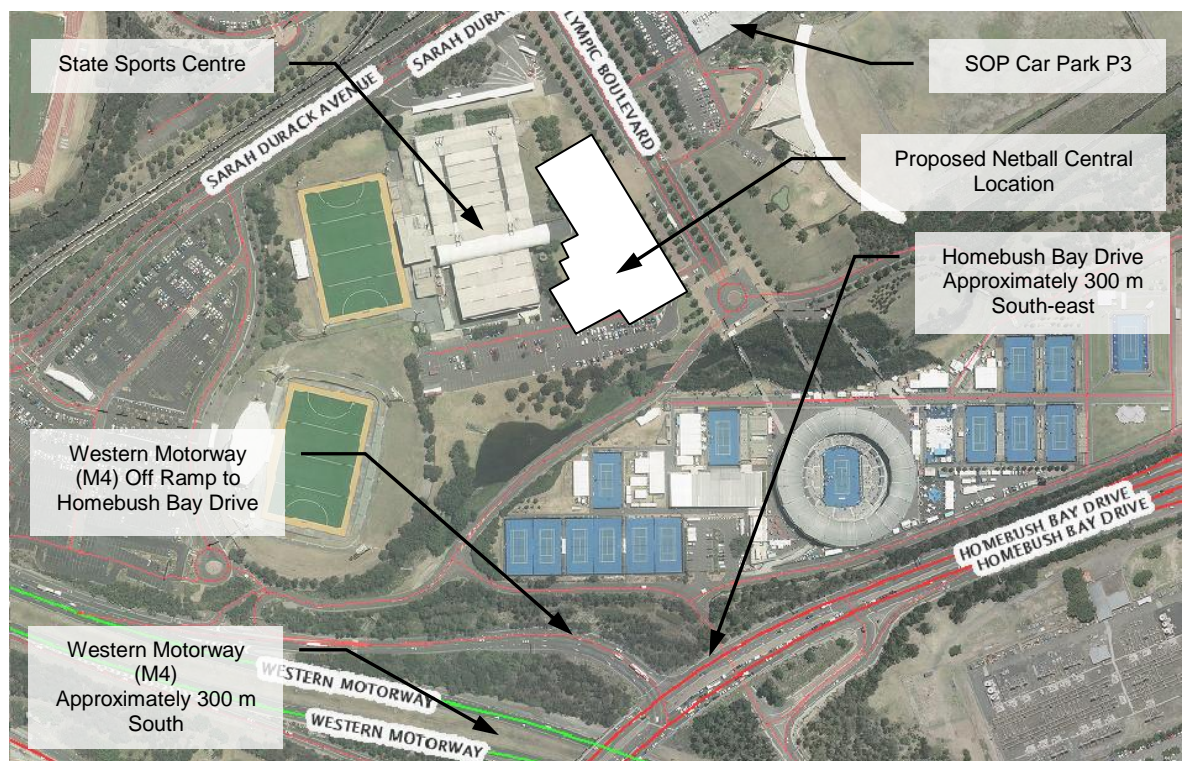 State Sports Centre
SARAH DURACK AVENUE
SARAH DURA
LYMPIC BOULEVARD
SOP Car Park P3
Proposed Netball Central
Location
Homebush Bay Drive
Approximately 300 m
South-east
Western Motorway
(M4) Off Ramp to
Homebush Bay Drive
HOMEBUSH BAY DRIVE
HOMEBUSH BAY DRIVE
Western Motorway
(M4)
Approximately 300 m
South
WESTERN MOTORWAY
WESTERN MOTORWAY